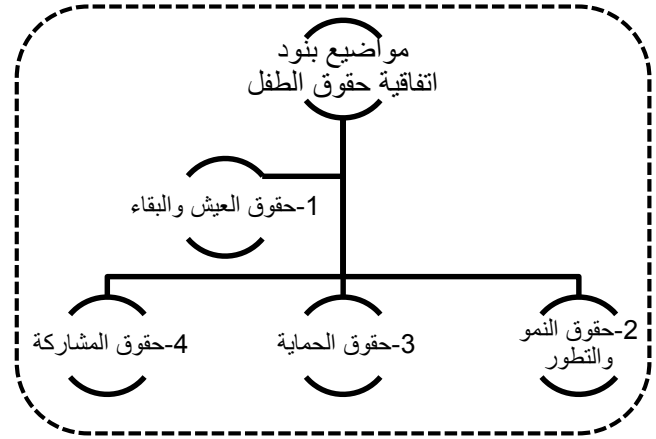 مواضيع بنود
اتفاقية حقوق الطفل
1-حقوق العيش والبقاء
2-حقوق النمو
والتطور
3-حقوق الحماية
4-حقوق المشاركة